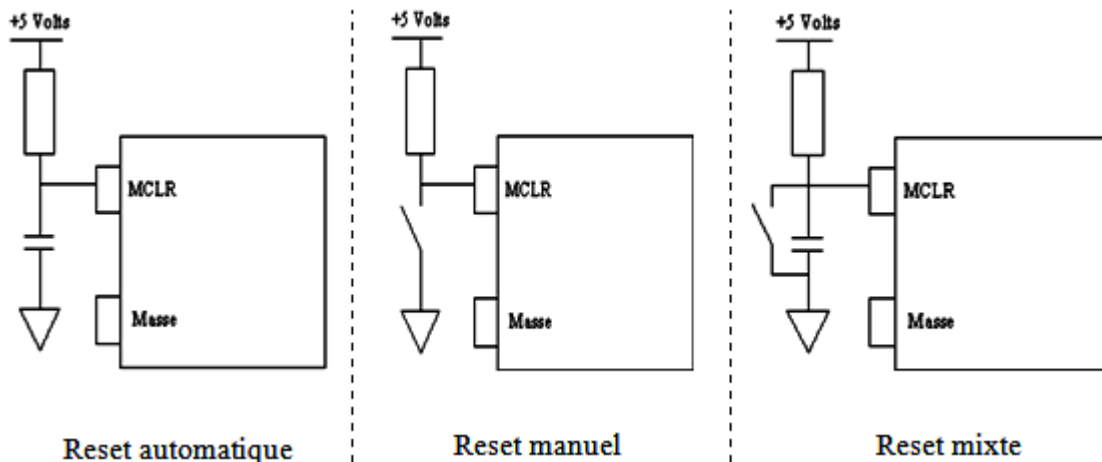 +5 Volts
MCLR
Masse
Reset automatique
+5 Volts
MCLR
Masse
Reset manuel
+5 Volts
MCLR
Masse
Reset mixte